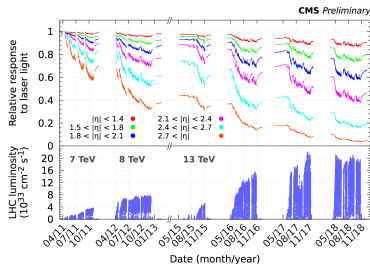 CMS Preliminary
Relative response
to laser light
1
0.8
0.6
0.4
0.2
0
|η| < 1.4
1.5 < |η| < 1.8
1.8 < |η| < 2.1
2.1 < |η| < 2.4
2.4 < |η| < 2.7
2.7 < |η|
LHC luminosity
(10³³ cm⁻² s⁻¹)
20
15
10
5
0
7 TeV
8 TeV
13 TeV
//
//
//
//
04/11
07/11
10/11
04/12
07/12
10/12
01/13
05/15
08/15
11/15
05/16
08/16
11/16
05/17
08/17
11/17
05/18
08/18
11/18
Date (month/year)